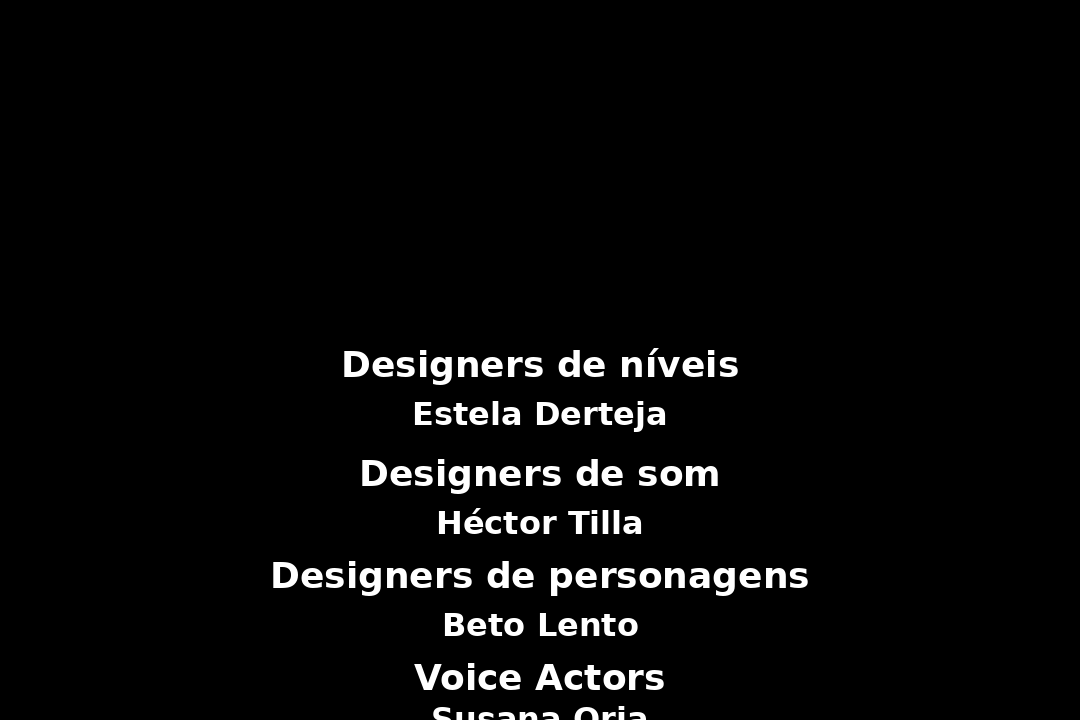 Designers de níveis
Estela Derteja
Designers de som
Héctor Tilla
Designers de personagens
Beto Lento
Voice Actors
Susana Oria